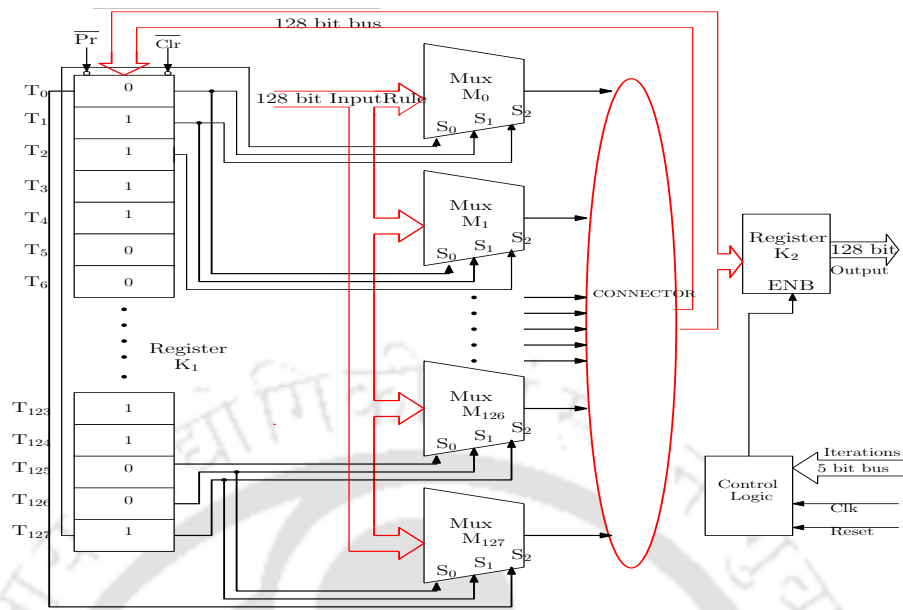 128 bit bus
Pr
Clr
T0 0
T1 1
T2 1
T3 1
T4 1
T5 0
T6 0
Register
K1
T123 1
T124 1
T125 0
T126 0
T127 1
128 bit InputRule
Mux
M0
S0 S1 S2
Mux
M1
S0 S1 S2
Mux
M126
S0 S1 S2
Mux
M127
S0 S1 S2
CONNECTOR
Register
K2
ENB
128 bit
Output
Control
Logic
Iterations
5 bit bus
Clk
Reset